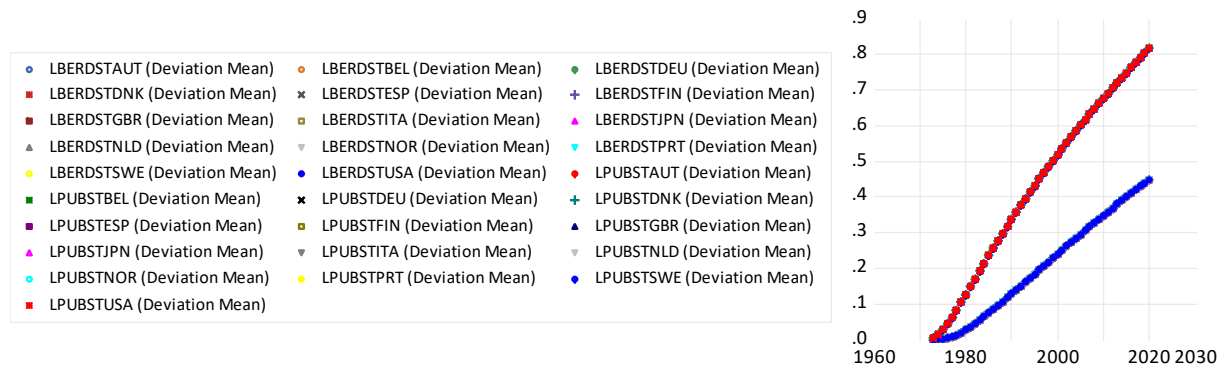 LBERDSTAUT (Deviation Mean) LBERDSTBEL (Deviation Mean) LBERDSTDEU (Deviation Mean)
LBERDSTDNK (Deviation Mean) LBERDSTESP (Deviation Mean) LBERDSTFIN (Deviation Mean)
LBERDSTGBR (Deviation Mean) LBERDSTITA (Deviation Mean) LBERDSTJPN (Deviation Mean)
LBERDSTNLD (Deviation Mean) LBERDSTNOR (Deviation Mean) LBERDSTPRT (Deviation Mean)
LBERDSTSWE (Deviation Mean) LBERDSTUSA (Deviation Mean) LPUBSTAUT (Deviation Mean)
LPUBSTBEL (Deviation Mean) LPUBSTDEU (Deviation Mean) LPUBSTDNK (Deviation Mean)
LPUBSTESP (Deviation Mean) LPUBSTFIN (Deviation Mean) LPUBSTGBR (Deviation Mean)
LPUBSTJPN (Deviation Mean) LPUBSTITA (Deviation Mean) LPUBSTNLD (Deviation Mean)
LPUBSTNOR (Deviation Mean) LPUBSTPRT (Deviation Mean) LPUBSTSWE (Deviation Mean)
LPUBSTUSA (Deviation Mean)
.9
.8
.7
.6
.5
.4
.3
.2
.1
.0
1960 1980 2000 2020 2030